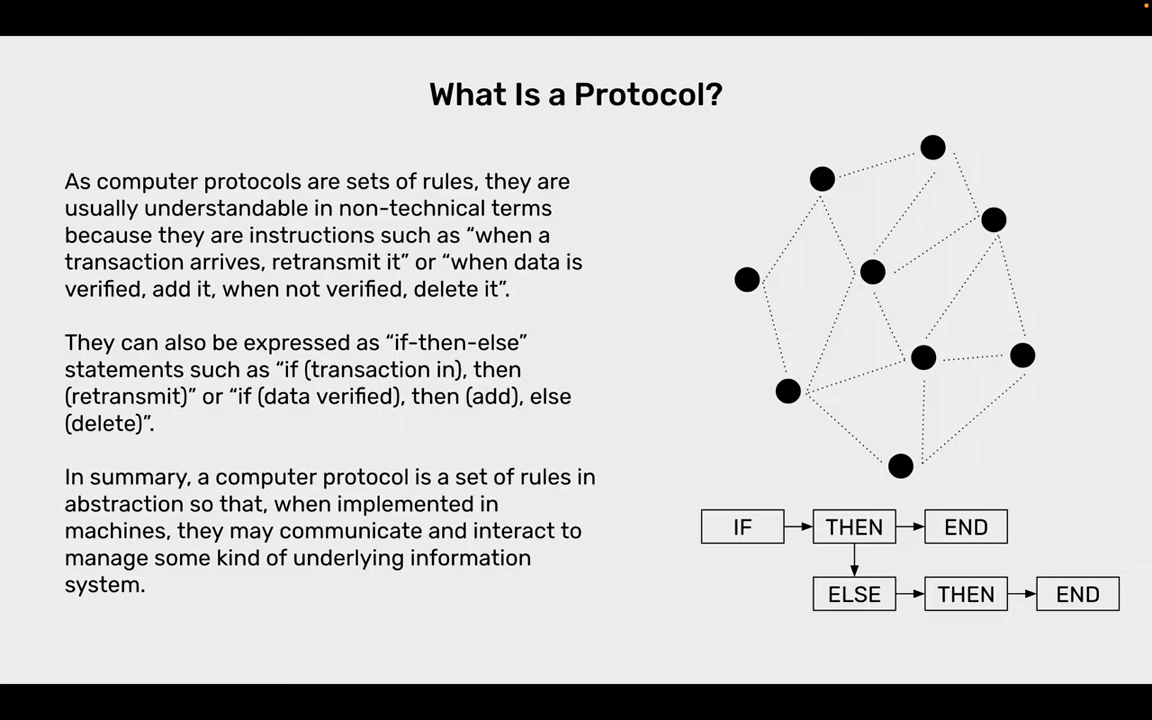 What Is a Protocol?
As computer protocols are sets of rules, they are
usually understandable in non-technical terms
because they are instructions such as “when a
transaction arrives, retransmit it” or “when data is
verified, add it, when not verified, delete it”.
They can also be expressed as “if-then-else”
statements such as “if (transaction in), then
(retransmit)” or “if (data verified), then (add), else
(delete)”.
In summary, a computer protocol is a set of rules in
abstraction so that, when implemented in
machines, they may communicate and interact to
manage some kind of underlying information
system.
IF THEN END
ELSE THEN END